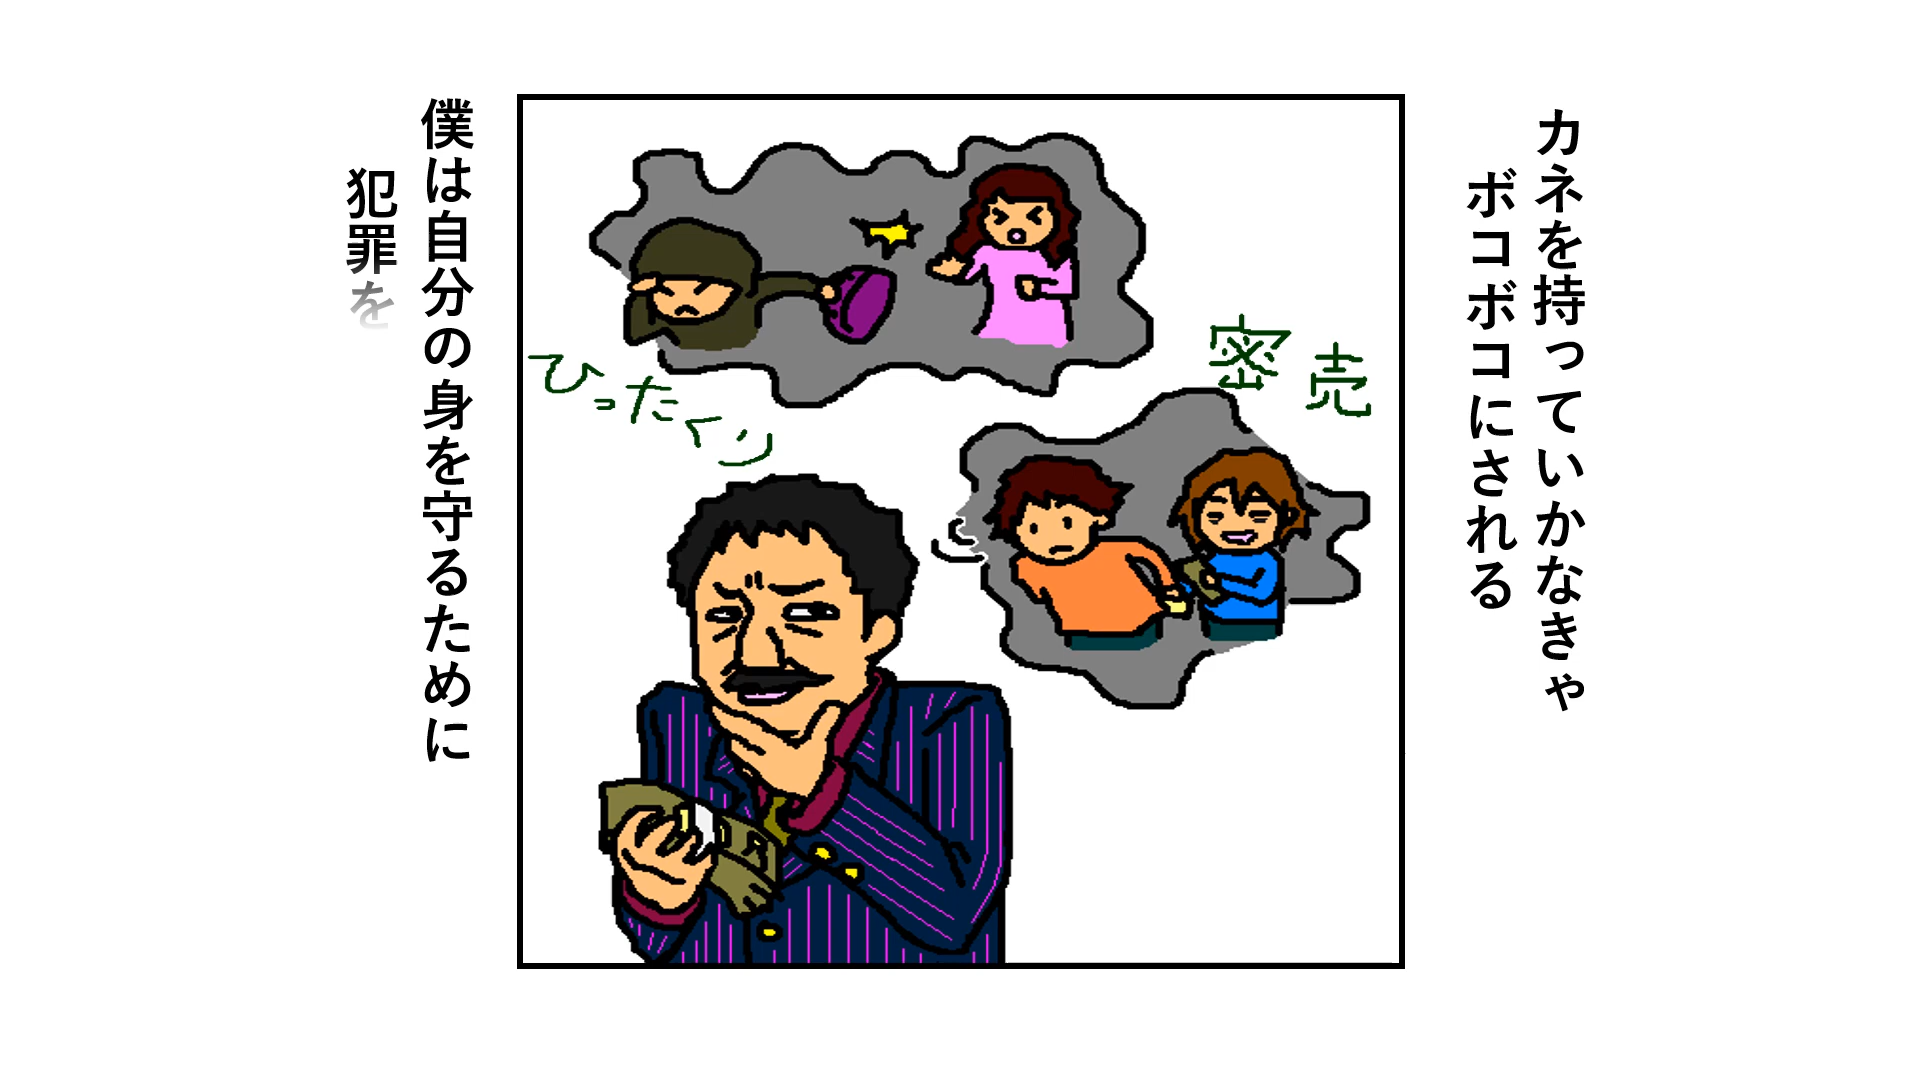 カネを持っていかなきゃ
ボコボコにされる
密売
ひったくり
僕は自分の身を守るために
犯罪を